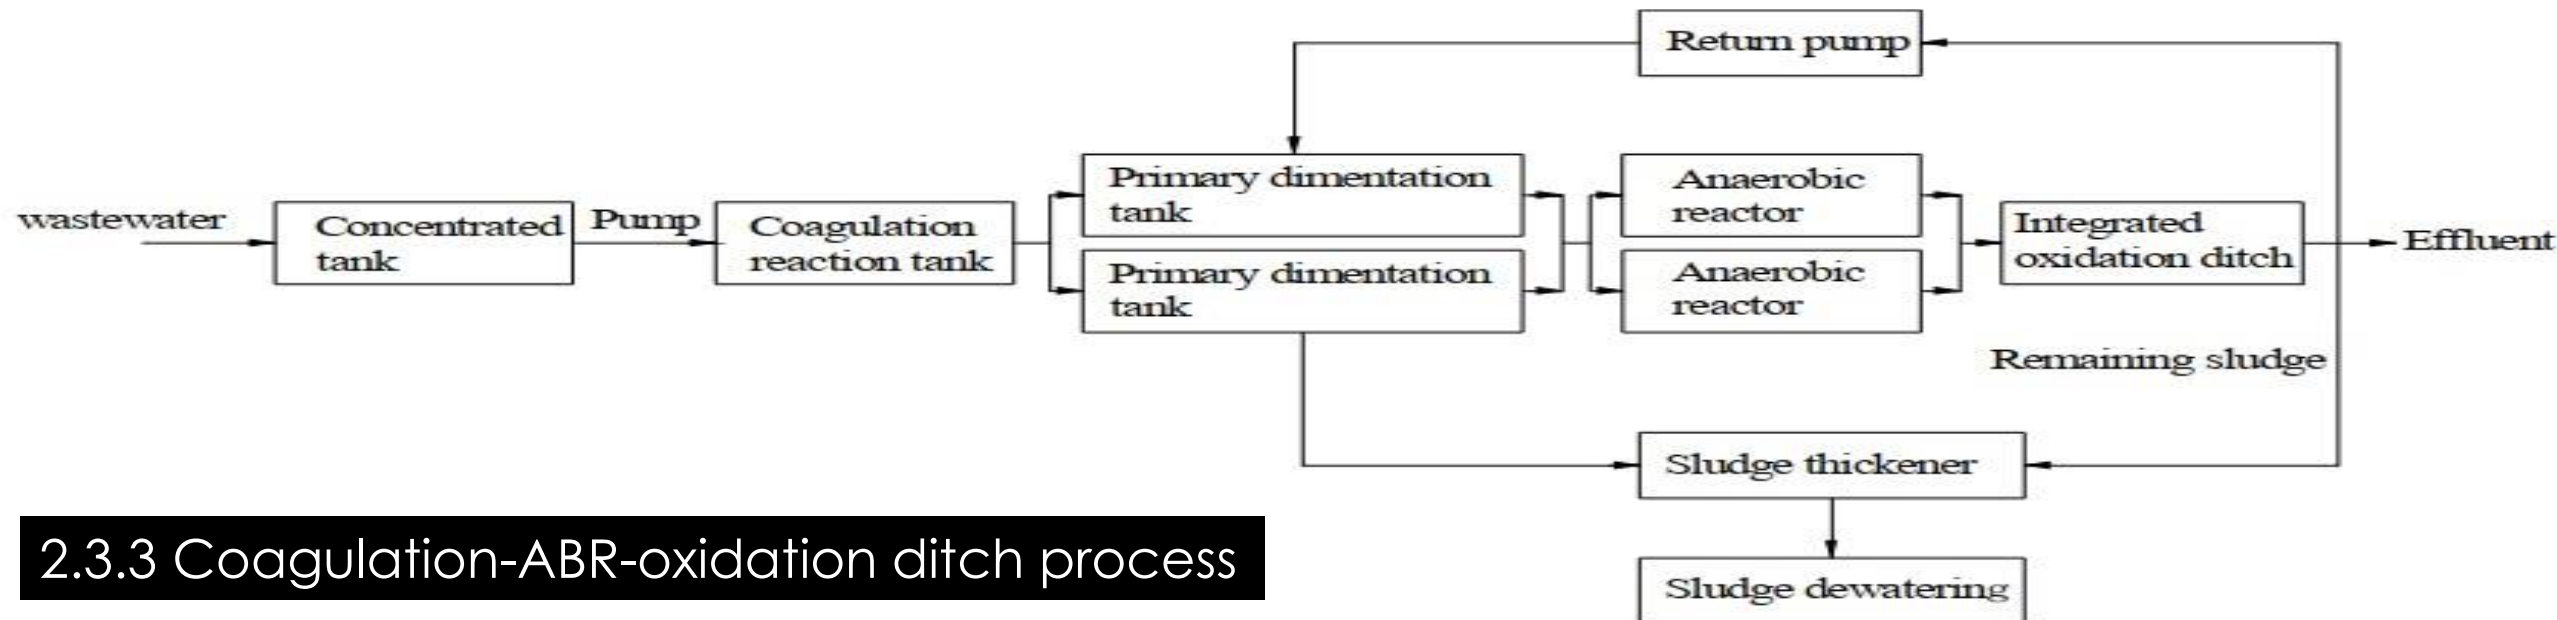 Return pump
wastewater
Concentrated
tank
Pump
Coagulation
reaction tank
Primary dimentation
tank
Primary dimentation
tank
Anaerobic
reactor
Anaerobic
reactor
Integrated
oxidation ditch
Effluent
Remaining sludge
Sludge thickener
Sludge dewatering
2.3.3 Coagulation-ABR-oxidation ditch process